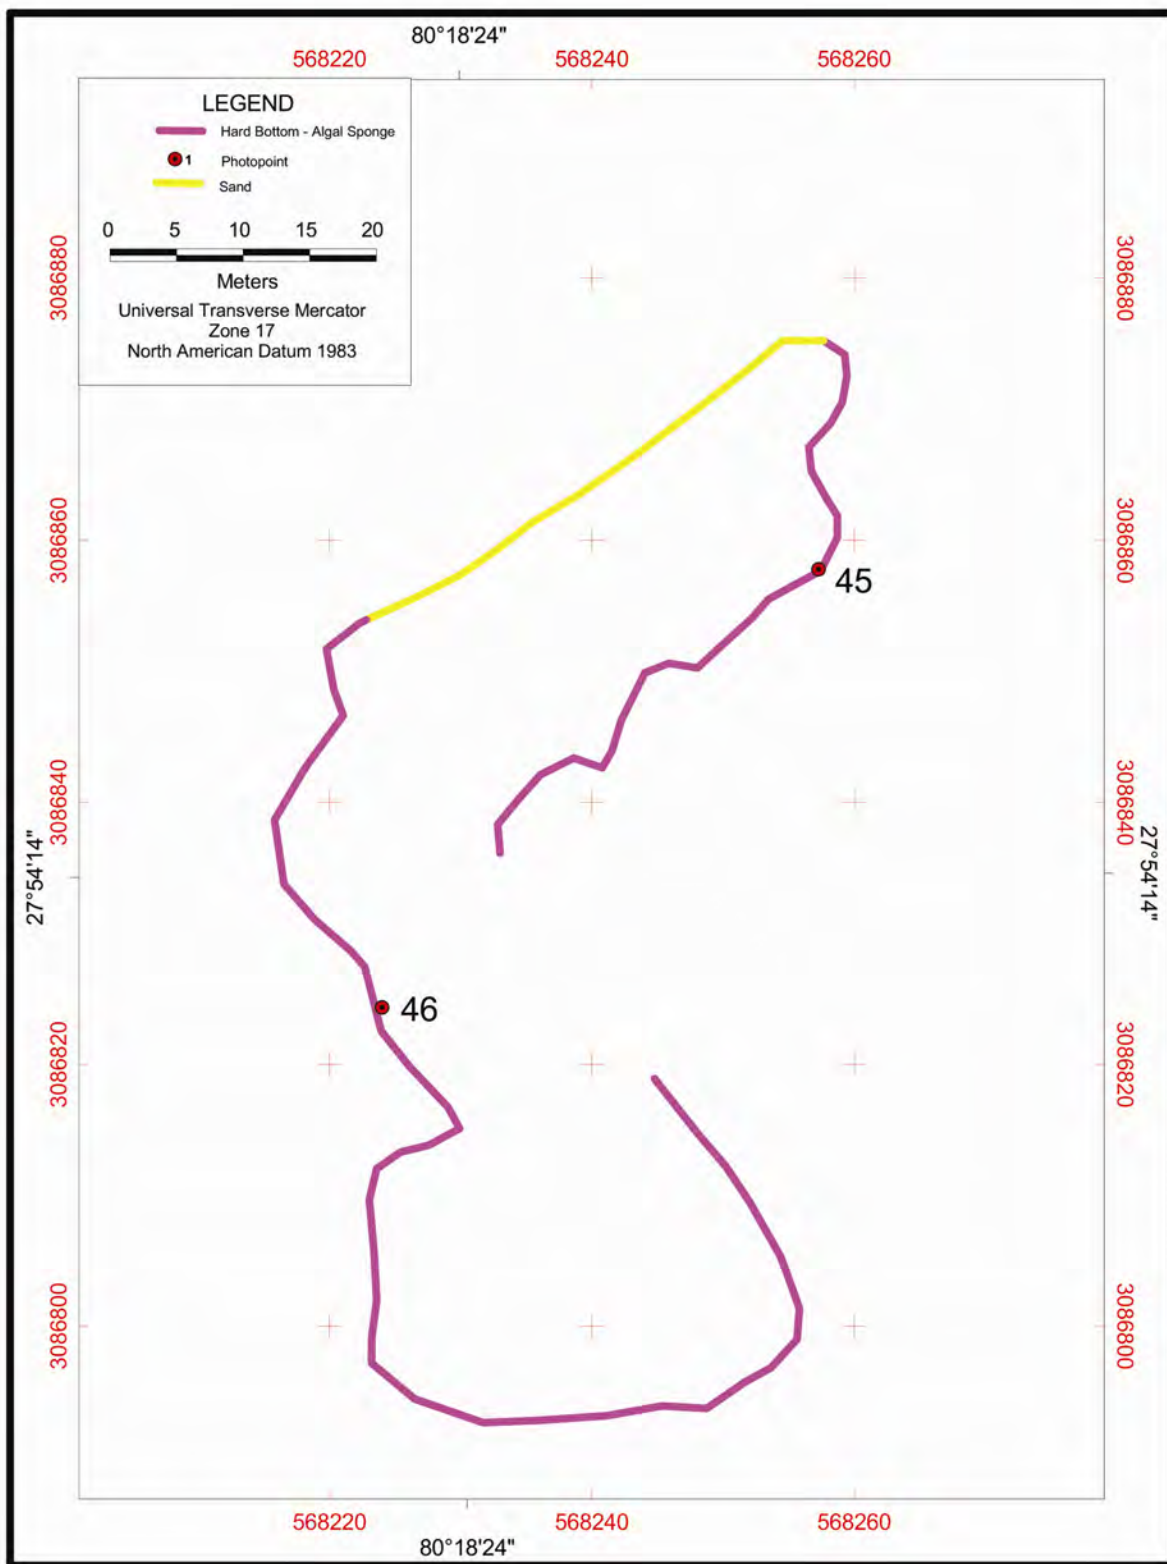 80°18'24"
568220 568240 568260
LEGEND
Hard Bottom - Algal Sponge
1 Photopoint
Sand
0 5 10 15 20
Meters
Universal Transverse Mercator
Zone 17
North American Datum 1983
3086880 3086880
3086860 3086860
45
3086840 3086840
27°54'14" 27°54'14"
46
3086820 3086820
3086800 3086800
568220 568240 568260
80°18'24"